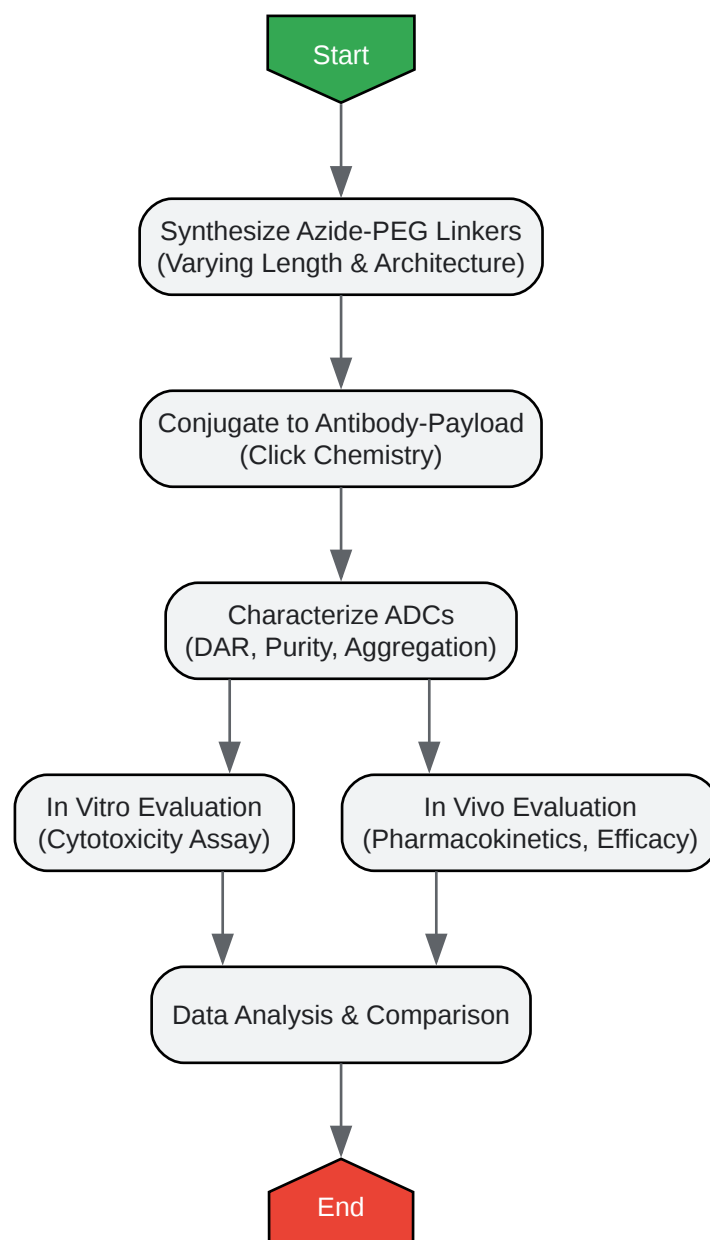 Start
Synthesize Azide-PEG Linkers
(Varying Length & Architecture)
Conjugate to Antibody-Payload
(Click Chemistry)
Characterize ADCs
(DAR, Purity, Aggregation)
In Vitro Evaluation
(Cytotoxicity Assay)
In Vivo Evaluation
(Pharmacokinetics, Efficacy)
Data Analysis & Comparison
End